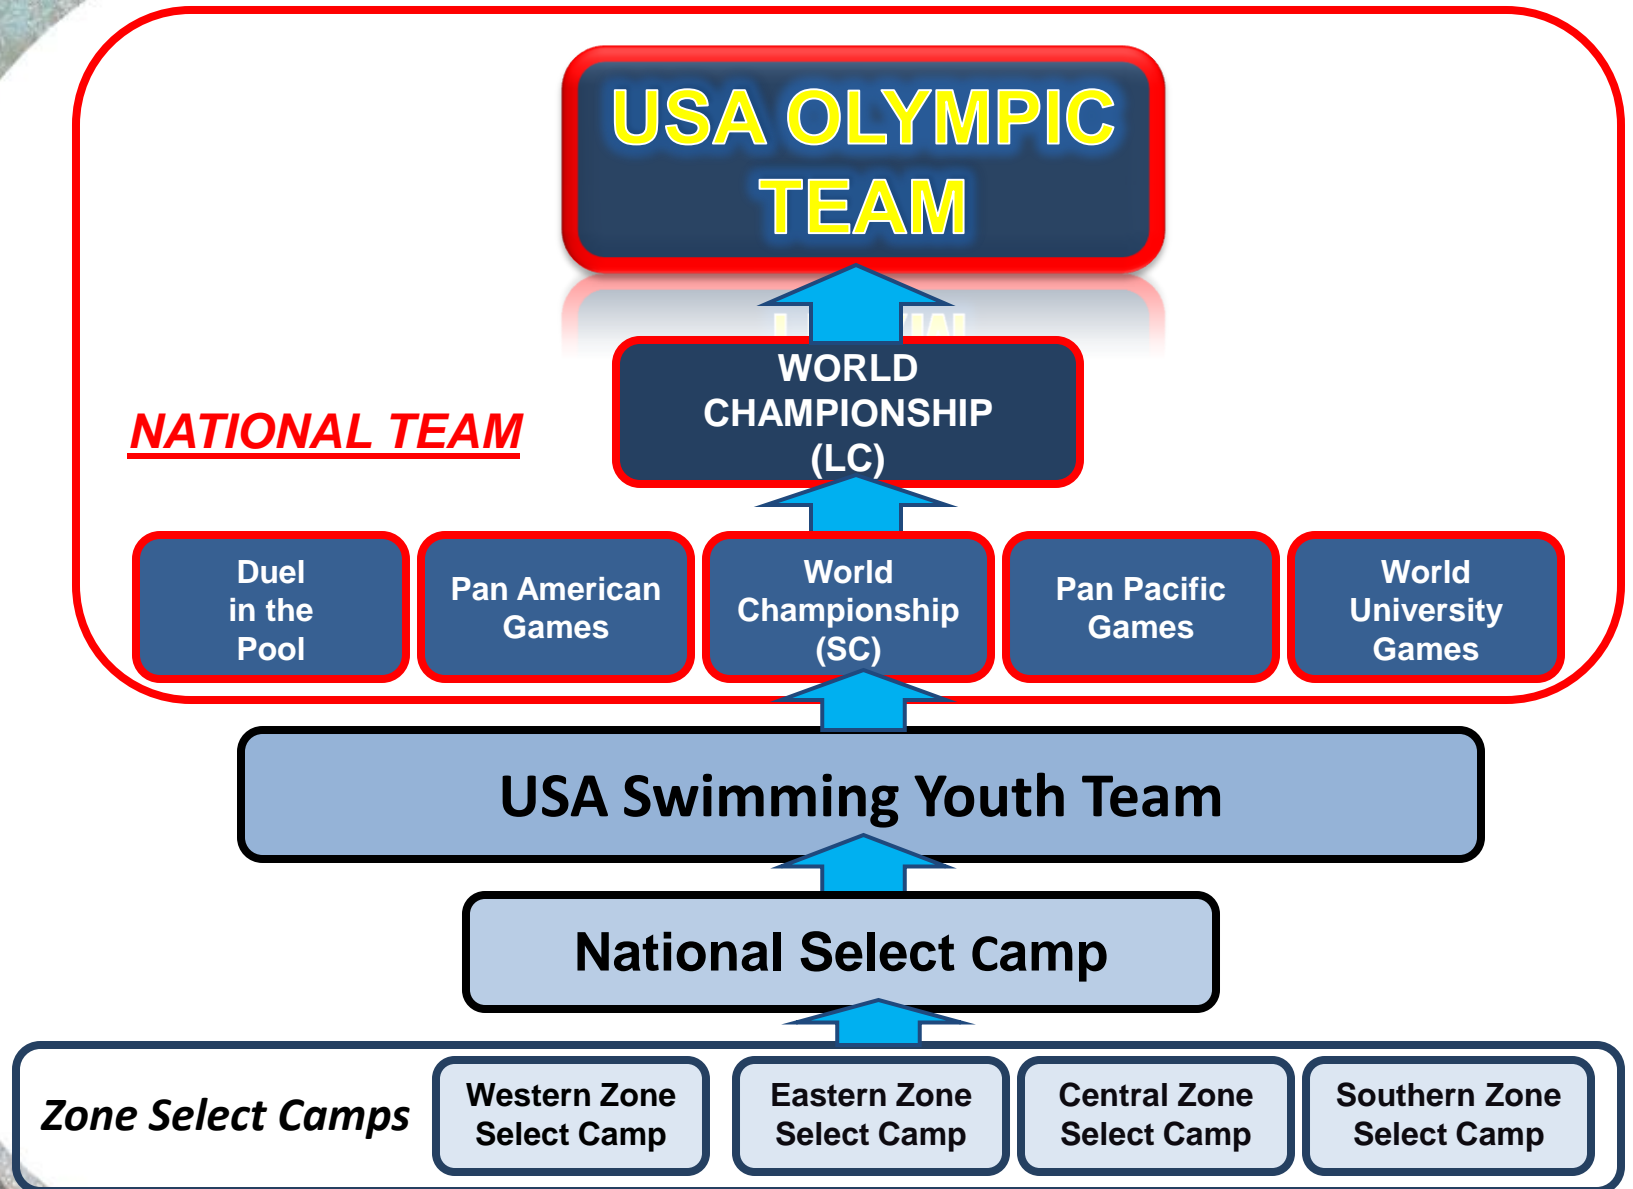 USA OLYMPIC
TEAM
WORLD
CHAMPIONSHIP
(LC)
NATIONAL TEAM
Duel
in the
Pool
Pan American
Games
World
Championship
(SC)
Pan Pacific
Games
World
University
Games
USA Swimming Youth Team
National Select Camp
Zone Select Camps
Western Zone
Select Camp
Eastern Zone
Select Camp
Central Zone
Select Camp
Southern Zone
Select Camp